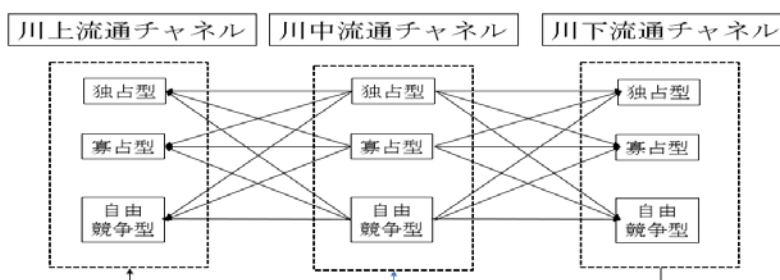 川上流通チャネル
川中流通チャネル
川下流通チャネル
独占型
独占型
独占型
寡占型
寡占型
寡占型
自由
競争型
自由
競争型
自由
競争型